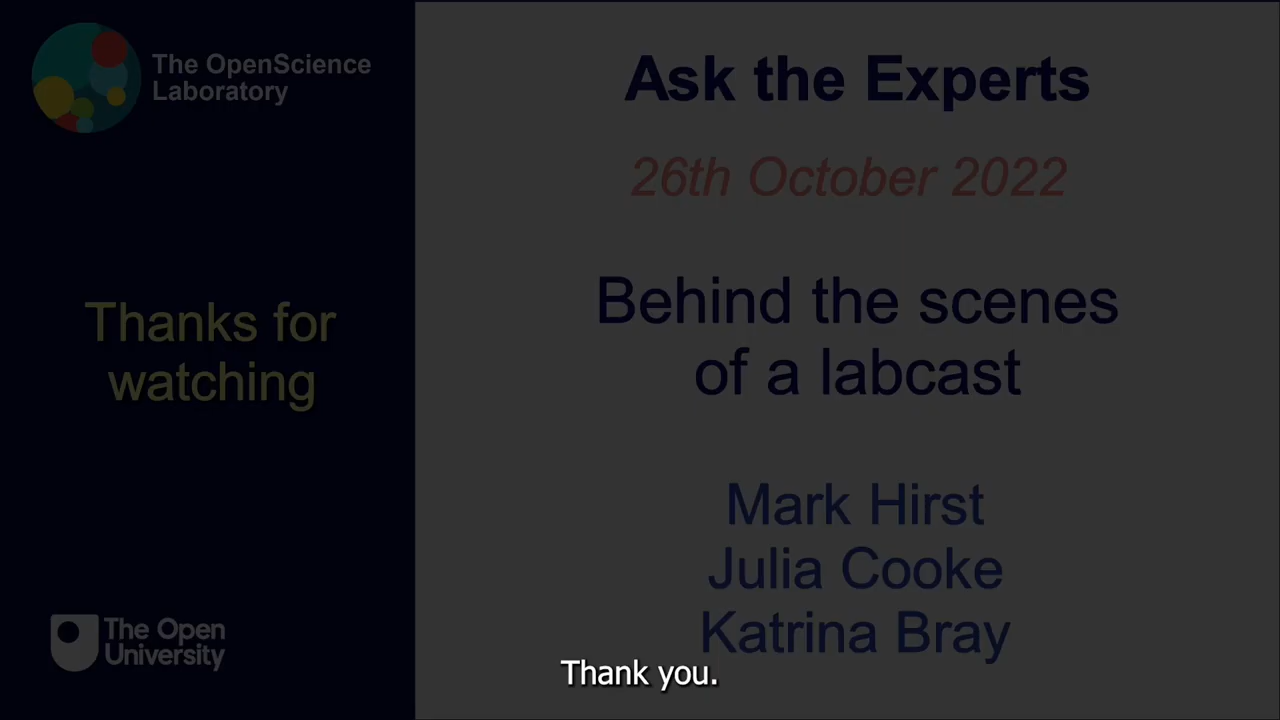 The OpenScience
Laboratory
Thanks for
watching
The Open
University
Ask the Experts
26th October 2022
Behind the scenes
of a labcast
Mark Hirst
Julia Cooke
Katrina Bray
Thank you.